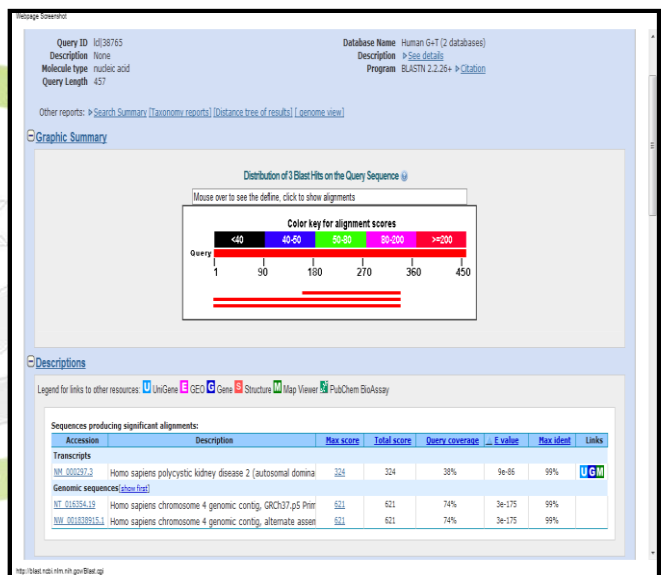 Webpage Screenshot
Query ID lcl|38765
Description None
Molecule type nucleic acid
Query Length 457
Database Name Human G+T (2 databases)
Description ▷See details
Program BLASTN 2.2.26+ ▷Citation
Other reports: ▷Search Summary [Taxonomy reports] [Distance tree of results] [ genome view]
Graphic Summary
Distribution of 3 Blast Hits on the Query Sequence
Mouse over to see the define, click to show alignments
Color key for alignment scores
<40 40-50 50-80 80-200 >=200
Query
1 90 180 270 360 450
Descriptions
Legend for links to other resources: U UniGene E GEO G Gene S Structure M Map Viewer PubChem BioAssay
Sequences producing significant alignments:
Accession Description Max score Total score Query coverage E value Max ident Links
Transcripts
NM_000297.3 Homo sapiens polycystic kidney disease 2 (autosomal domina 324 324 38% 9e-86 99% U G M
Genomic sequences[show first]
NT_016354.19 Homo sapiens chromosome 4 genomic contig, GRCh37.p5 Prim 621 621 74% 3e-175 99%
NW_001838915.1 Homo sapiens chromosome 4 genomic contig, alternate assen 621 621 74% 3e-175 99%
http://blast.ncbi.nlm.nih.gov/Blast.cgi